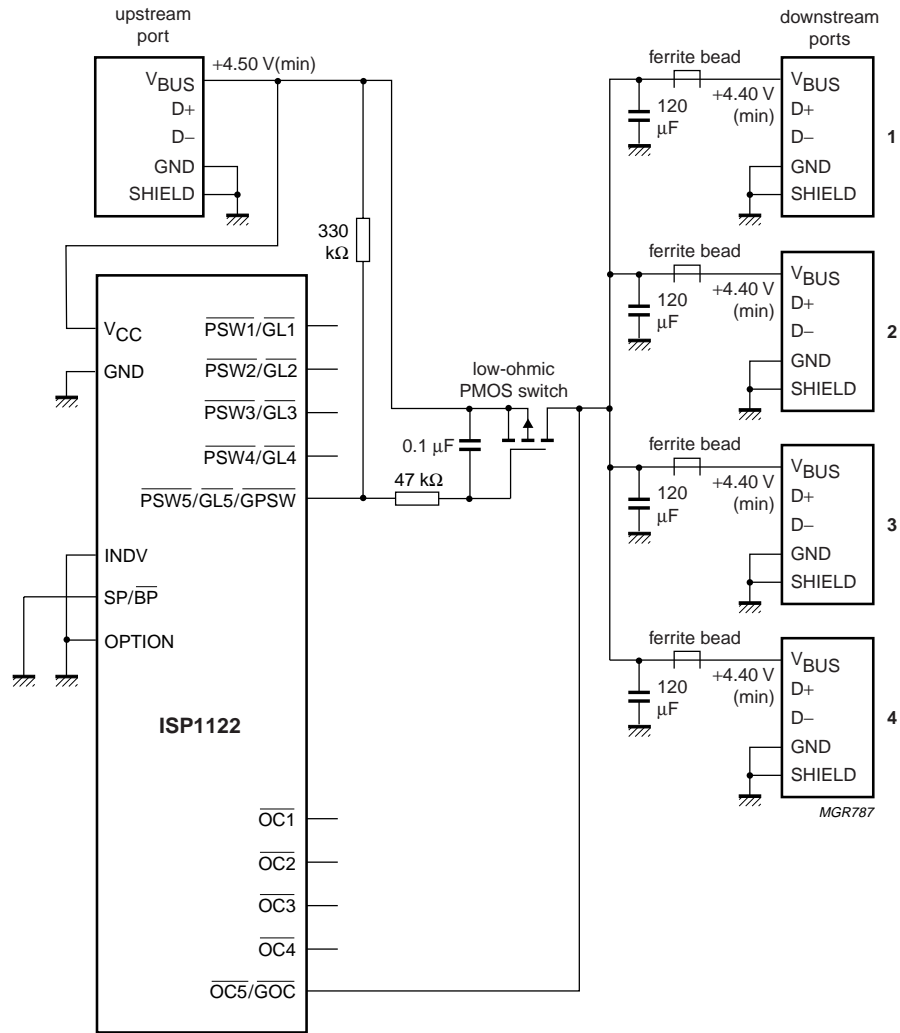 upstream
port
+4.50 V(min)
VBUS
D+
D−
GND
SHIELD
330
kΩ
downstream
ports
ferrite bead
VBUS
120
μF
+4.40 V
(min)
D+
D−
GND
SHIELD
1
ferrite bead
VBUS
120
μF
+4.40 V
(min)
D+
D−
GND
SHIELD
2
ferrite bead
VBUS
120
μF
+4.40 V
(min)
D+
D−
GND
SHIELD
3
ferrite bead
VBUS
120
μF
+4.40 V
(min)
D+
D−
GND
SHIELD
4
MGR787
low-ohmic
PMOS switch
0.1 μF
47 kΩ
VCC
GND
PSW1/GL1
PSW2/GL2
PSW3/GL3
PSW4/GL4
PSW5/GL5/GPSW
INDV
SP/BP
OPTION
ISP1122
OC1
OC2
OC3
OC4
OC5/GOC